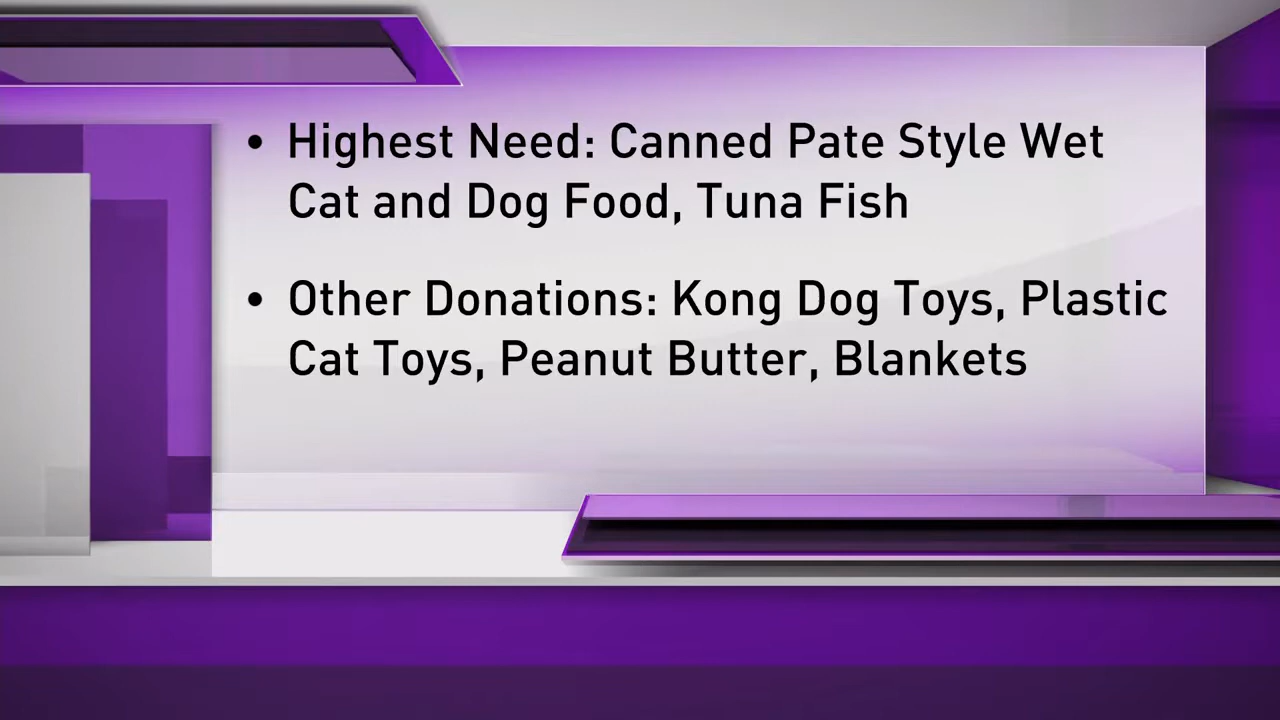 • Highest Need: Canned Pate Style Wet
Cat and Dog Food, Tuna Fish
• Other Donations: Kong Dog Toys, Plastic
Cat Toys, Peanut Butter, Blankets